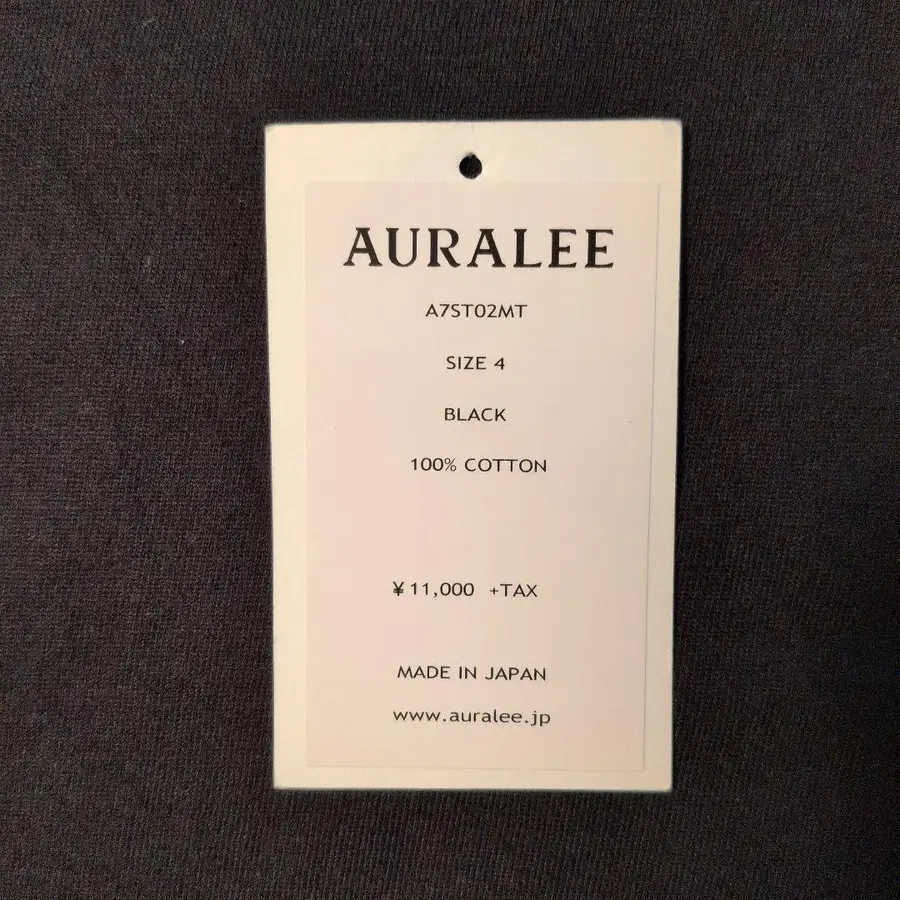 AURALEE
A7ST02MT
SIZE 4
BLACK
100% COTTON
¥11,000 +TAX
MADE IN JAPAN
www.auralee.jp